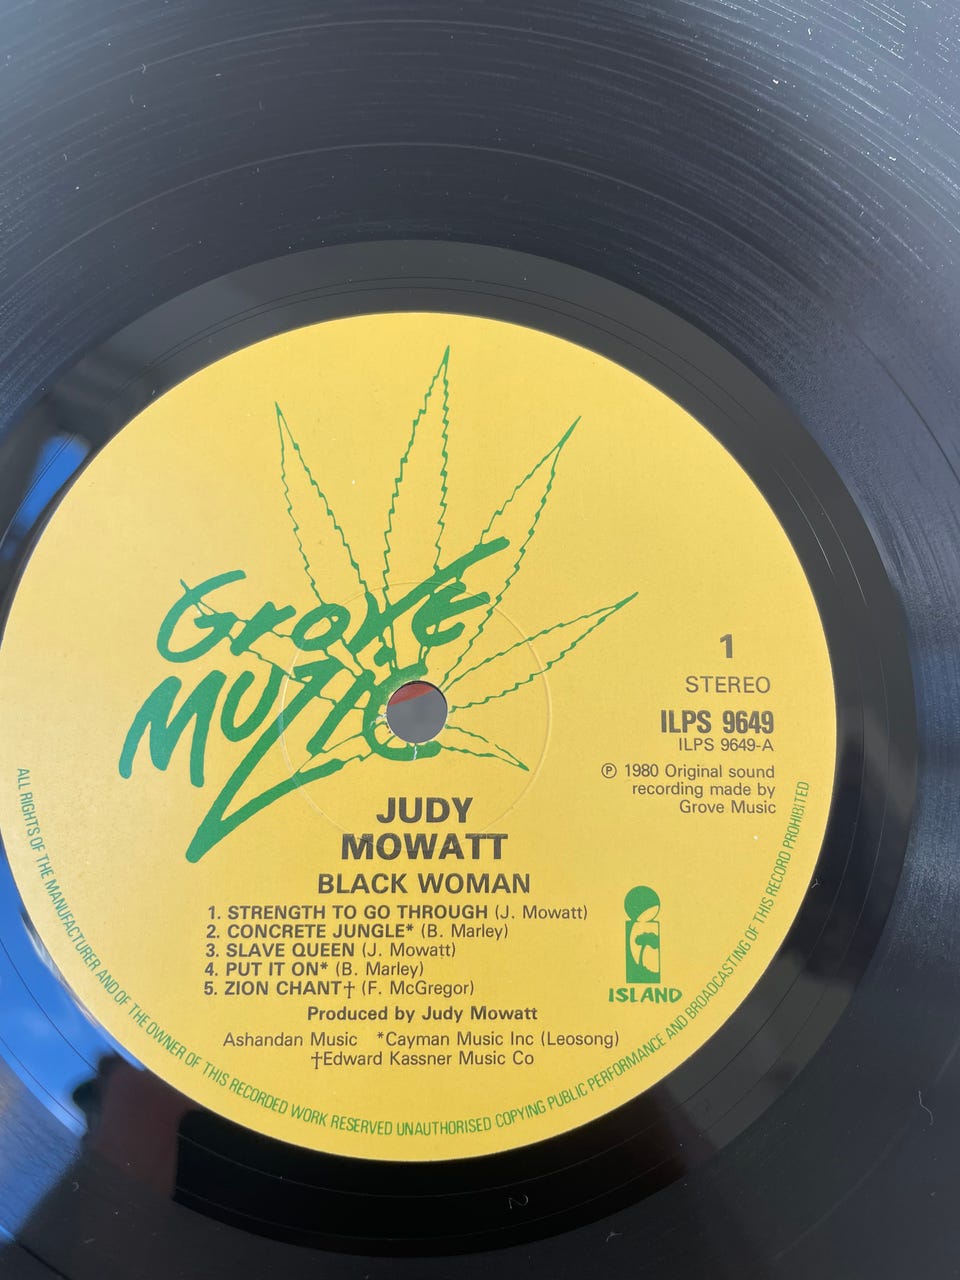 Grove
Muzic
1
STEREO
ILPS 9649
ILPS 9649-A
℗ 1980 Original sound
recording made by
Grove Music
JUDY
MOWATT
BLACK WOMAN
1. STRENGTH TO GO THROUGH (J. Mowatt)
2. CONCRETE JUNGLE* (B. Marley)
3. SLAVE QUEEN (J. Mowatt)
4. PUT IT ON* (B. Marley)
5. ZION CHANT† (F. McGregor)
Produced by Judy Mowatt
Ashandan Music *Cayman Music Inc (Leosong)
†Edward Kassner Music Co
ISLAND
ALL RIGHTS OF THE MANUFACTURER AND OF THE OWNER OF THIS RECORDED WORK RESERVED UNAUTHORISED COPYING PUBLIC PERFORMANCE AND BROADCASTING OF THIS RECORD PROHIBITED
2